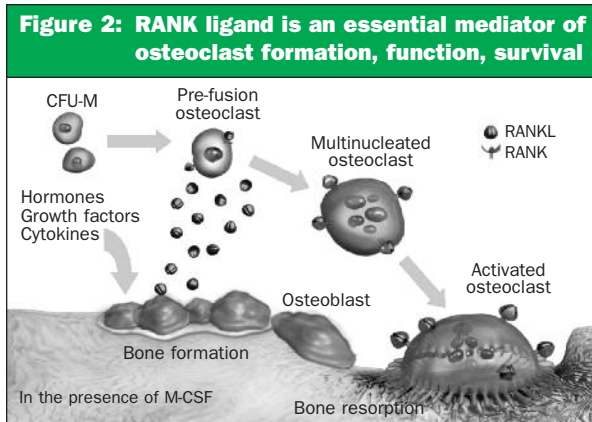 Figure 2: RANK ligand is an essential mediator of
osteoclast formation, function, survival
CFU-M
Pre-fusion
osteoclast
Multinucleated
osteoclast
RANKL
RANK
Hormones
Growth factors
Cytokines
Activated
osteoclast
Osteoblast
Bone formation
In the presence of M-CSF
Bone resorption